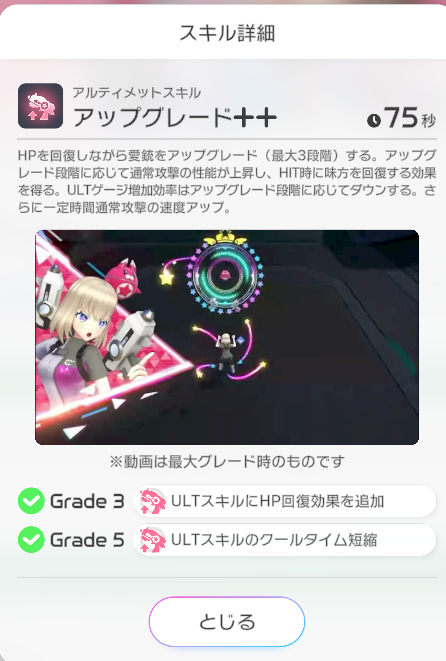 スキル詳細
アルティメットスキル
アップグレード++
75秒
HPを回復しながら愛銃をアップグレード（最大3段階）する。アップグ
レード段階に応じて通常攻撃の性能が上昇し、HIT時に味方を回復する効果
を得る。ULTゲージ増加効率はアップグレード段階に応じてダウンする。さ
らに一定時間通常攻撃の速度アップ。
※動画は最大グレード時のものです
Grade 3 ULTスキルにHP回復効果を追加
Grade 5 ULTスキルのクールタイム短縮
とじる